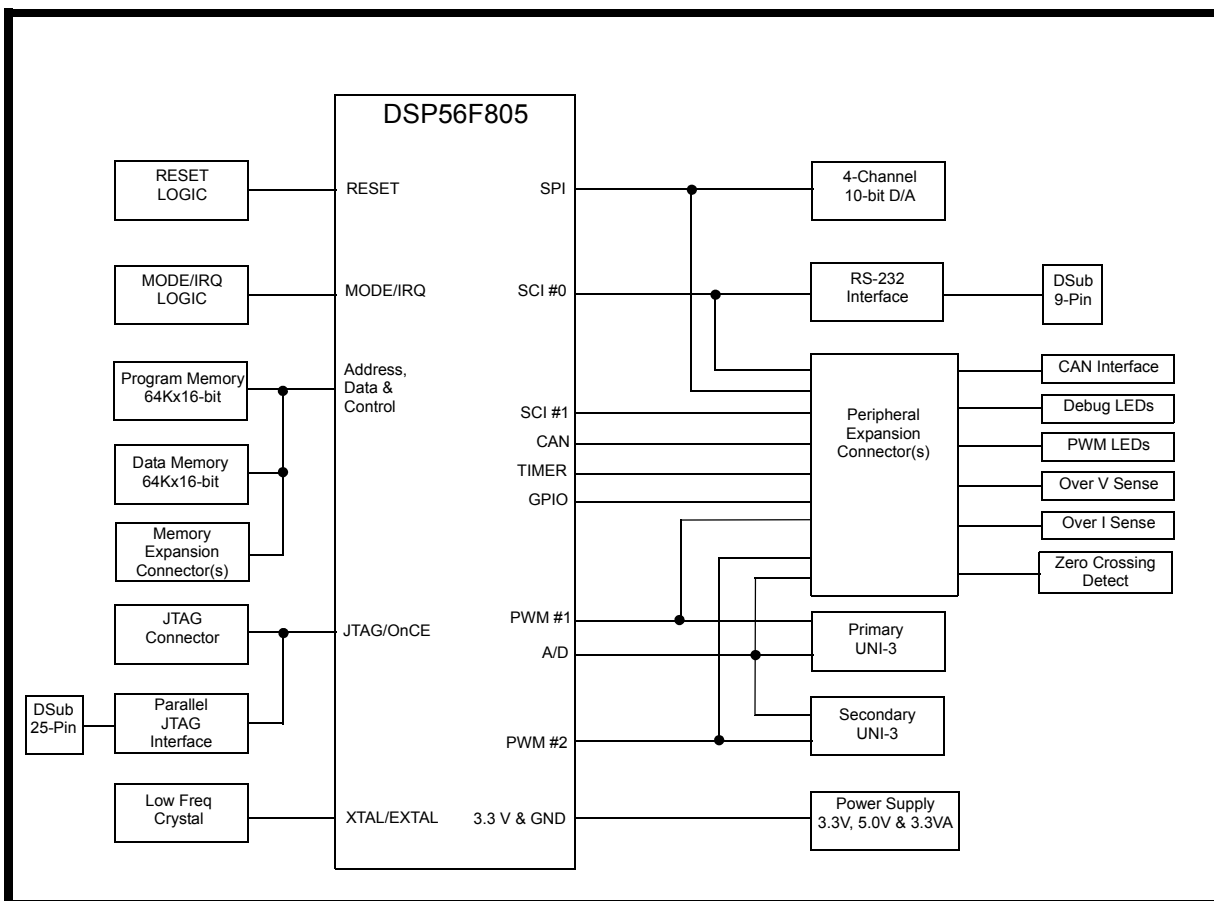 DSP56F805
RESET
LOGIC
RESET
SPI
4-Channel
10-bit D/A
MODE/IRQ
LOGIC
MODE/IRQ
SCI #0
RS-232
Interface
DSub
9-Pin
Program Memory
64Kx16-bit
Address,
Data &
Control
Data Memory
64Kx16-bit
Memory
Expansion
Connector(s)
SCI #1
CAN
TIMER
GPIO
Peripheral
Expansion
Connector(s)
CAN Interface
Debug LEDs
PWM LEDs
Over V Sense
Over I Sense
Zero Crossing
Detect
JTAG
Connector
JTAG/OnCE
PWM #1
A/D
Primary
UNI-3
DSub
25-Pin
Parallel
JTAG
Interface
PWM #2
Secondary
UNI-3
Low Freq
Crystal
XTAL/EXTAL
3.3 V & GND
Power Supply
3.3V, 5.0V & 3.3VA